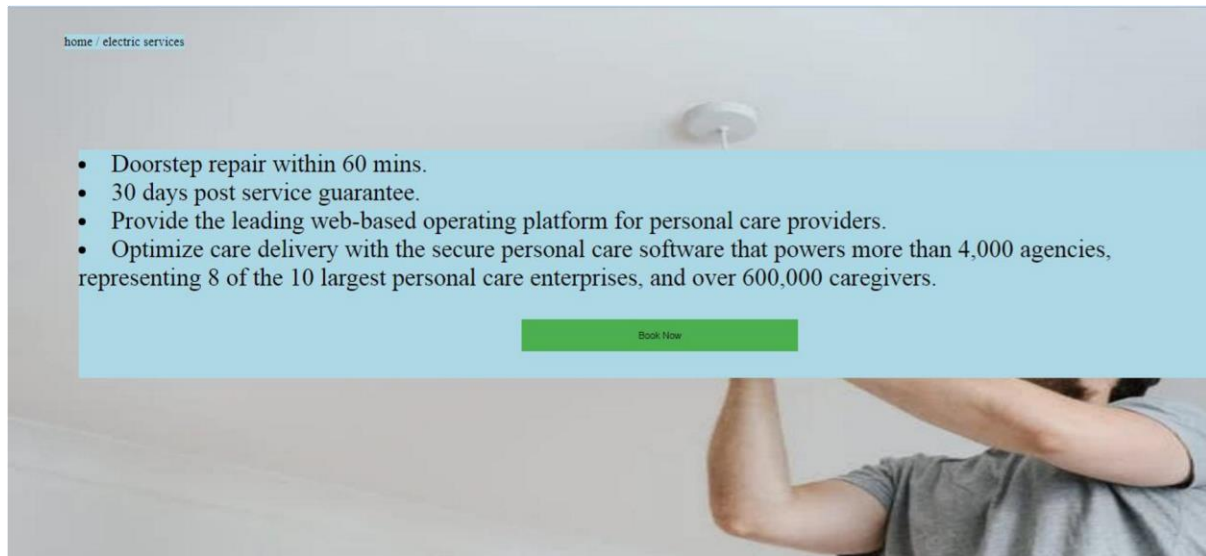 home / electric services
• Doorstep repair within 60 mins.
• 30 days post service guarantee.
• Provide the leading web-based operating platform for personal care providers.
• Optimize care delivery with the secure personal care software that powers more than 4,000 agencies,
representing 8 of the 10 largest personal care enterprises, and over 600,000 caregivers.
Book Now